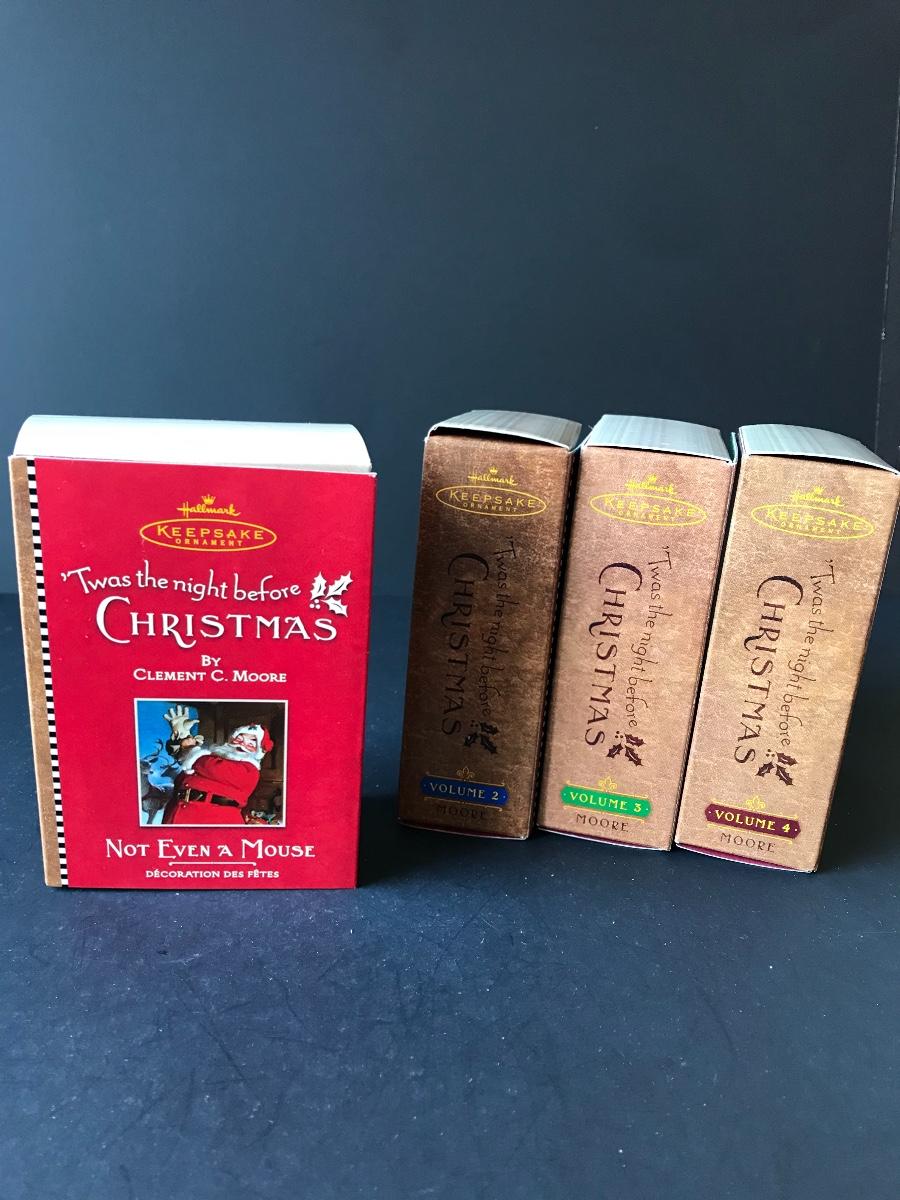 Hallmark
KEEPSAKE
ORNAMENT
'Twas the night before
CHRISTMAS
BY
CLEMENT C. MOORE
NOT EVEN A MOUSE
DÉCORATION DES FÊTES
Hallmark
KEEPSAKE
ORNAMENT
'Twas the night before
CHRISTMAS
VOLUME 2
MOORE
Hallmark
KEEPSAKE
ORNAMENT
'Twas the night before
CHRISTMAS
VOLUME 3
MOORE
Hallmark
KEEPSAKE
ORNAMENT
'Twas the night before
CHRISTMAS
VOLUME 4
MOORE